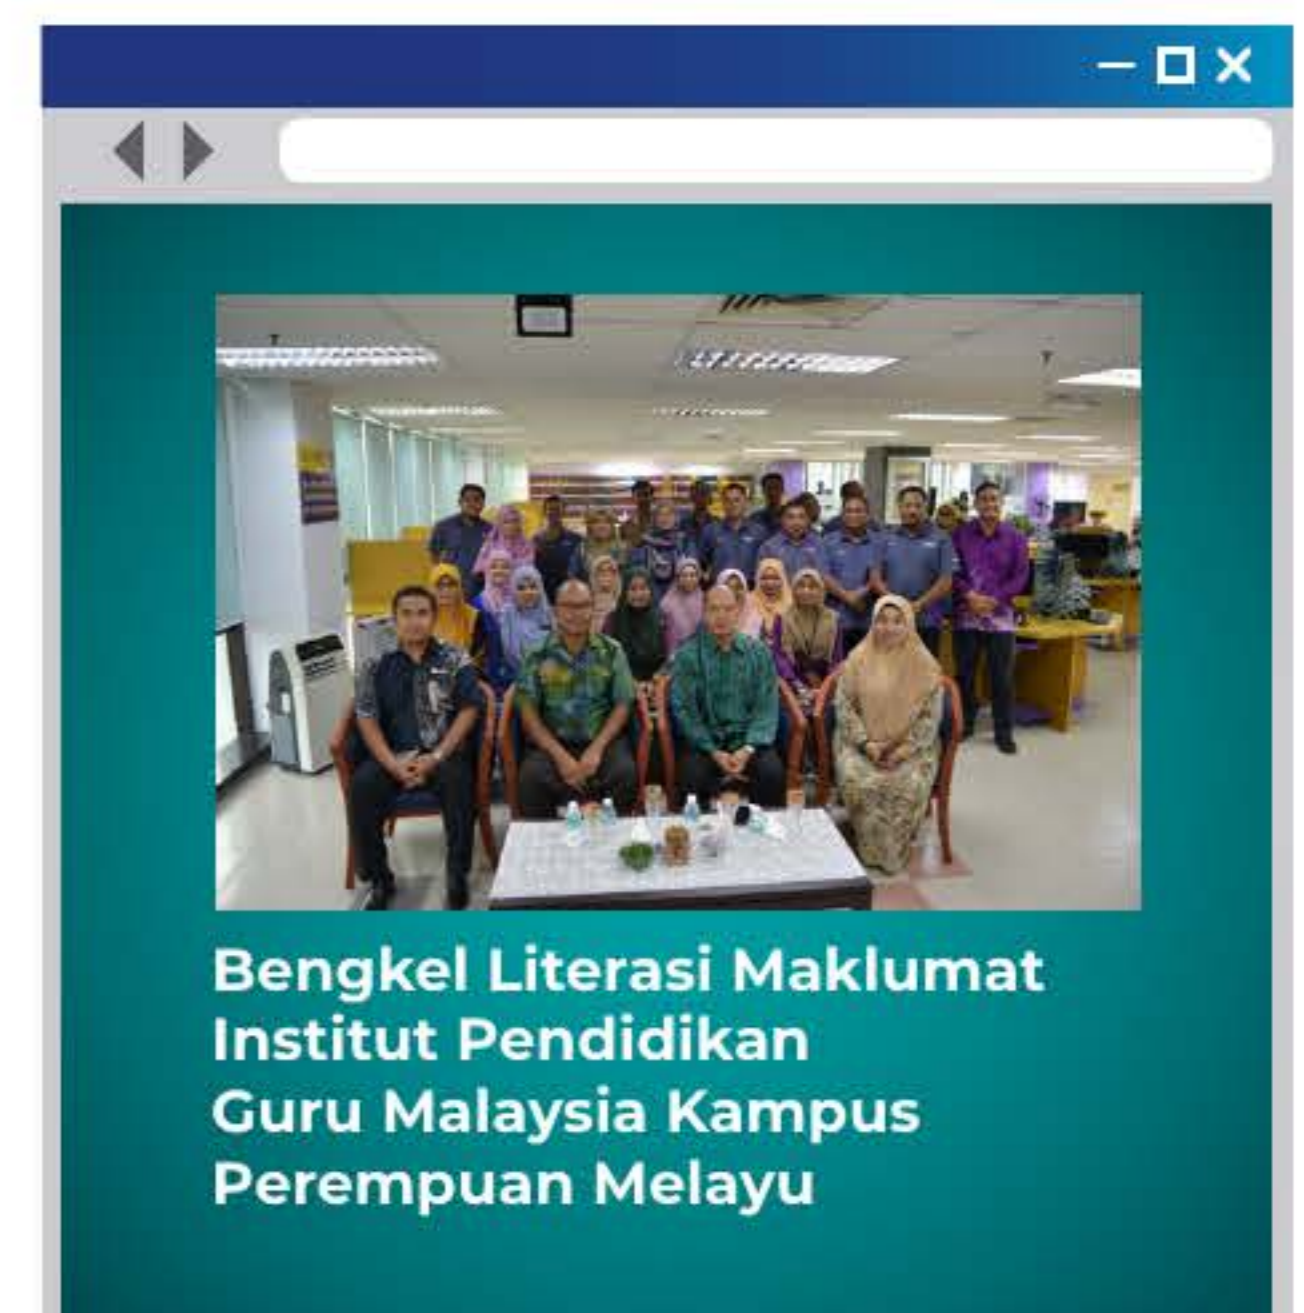 Bengkel Literasi Maklumat
Institut Pendidikan
Guru Malaysia Kampus
Perempuan Melayu